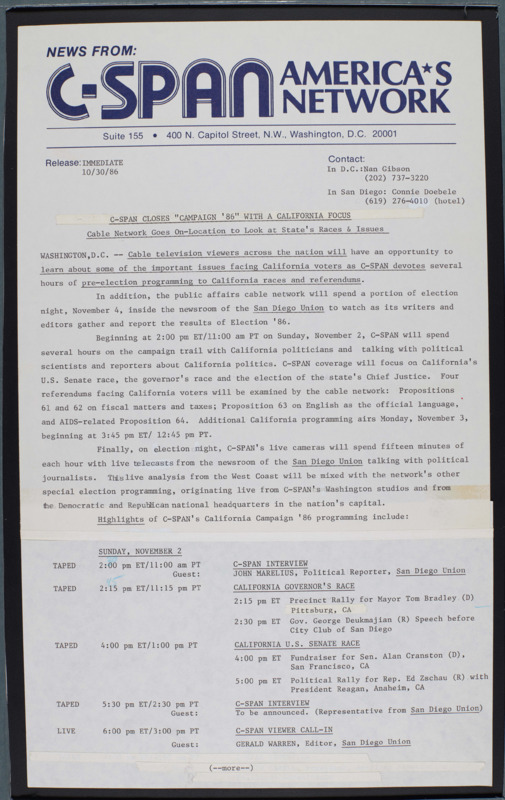 NEWS FROM:
C-SPAN AMERICA★S NETWORK
Suite 155 • 400 N. Capitol Street, N.W., Washington, D.C. 20001
Release: IMMEDIATE
10/30/86
Contact:
In D.C.:Nan Gibson
(202) 737-3220
In San Diego: Connie Doebele
(619) 276-4010 (hotel)
C-SPAN CLOSES "CAMPAIGN '86" WITH A CALIFORNIA FOCUS
Cable Network Goes On-Location to Look at State's Races & Issues
WASHINGTON,D.C. -- Cable television viewers across the nation will have an opportunity to
learn about some of the important issues facing California voters as C-SPAN devotes several
hours of pre-election programming to California races and referendums.
In addition, the public affairs cable network will spend a portion of election
night, November 4, inside the newsroom of the San Diego Union to watch as its writers and
editors gather and report the results of Election '86.
Beginning at 2:00 pm ET/11:00 am PT on Sunday, November 2, C-SPAN will spend
several hours on the campaign trail with California politicians and talking with political
scientists and reporters about California politics. C-SPAN coverage will focus on California's
U.S. Senate race, the governor's race and the election of the state's Chief Justice. Four
referendums facing California voters will be examined by the cable network: Propositions
61 and 62 on fiscal matters and taxes; Proposition 63 on English as the official language,
and AIDS-related Proposition 64. Additional California programming airs Monday, November 3,
beginning at 3:45 pm ET/ 12:45 pm PT.
Finally, on election night, C-SPAN's live cameras will spend fifteen minutes of
each hour with live telecasts from the newsroom of the San Diego Union talking with political
journalists. This live analysis from the West Coast will be mixed with the network's other
special election programming, originating live from C-SPAN's Washington studios and from
the Democratic and Republican national headquarters in the nation's capital.
Highlights of C-SPAN's California Campaign '86 programming include:
SUNDAY, NOVEMBER 2
TAPED 2:00 pm ET/11:00 am PT C-SPAN INTERVIEW
Guest: JOHN MARELIUS, Political Reporter, San Diego Union
TAPED 2:15 pm ET/11:15 pm PT CALIFORNIA GOVERNOR'S RACE
2:15 pm ET Precinct Rally for Mayor Tom Bradley (D)
Pittsburg, CA
2:30 pm ET Gov. George Deukmajian (R) Speech before
City Club of San Diego
TAPED 4:00 pm ET/1:00 pm PT CALIFORNIA U.S. SENATE RACE
4:00 pm ET Fundraiser for Sen. Alan Cranston (D),
San Francisco, CA
5:00 pm ET Political Rally for Rep. Ed Zschau (R) with
President Reagan, Anaheim, CA
TAPED 5:30 pm ET/2:30 pm PT C-SPAN INTERVIEW
Guest: To be announced. (Representative from San Diego Union)
LIVE 6:00 pm ET/3:00 pm PT C-SPAN VIEWER CALL-IN
Guest: GERALD WARREN, Editor, San Diego Union
(--more--)